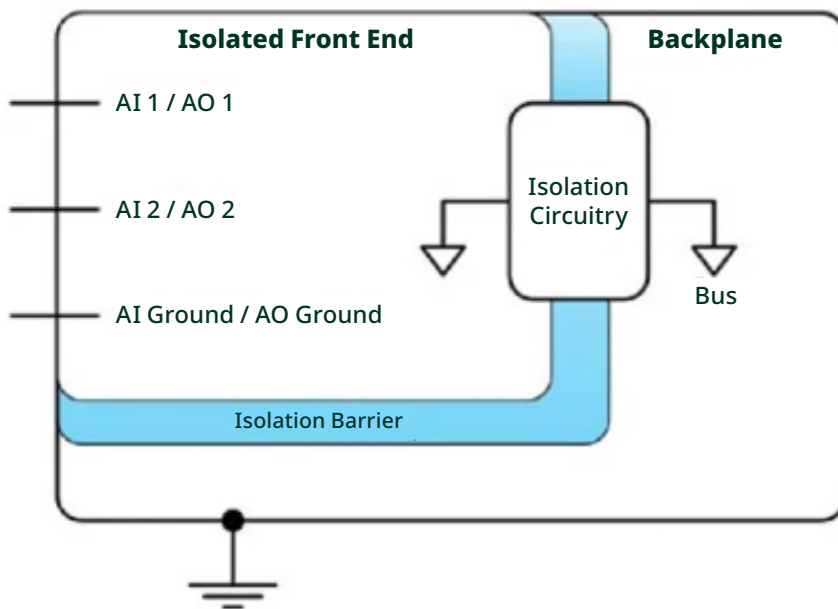 Isolated Front End
Backplane
AI 1 / AO 1
AI 2 / AO 2
Isolation
Circuitry
Bus
AI Ground / AO Ground
Isolation Barrier